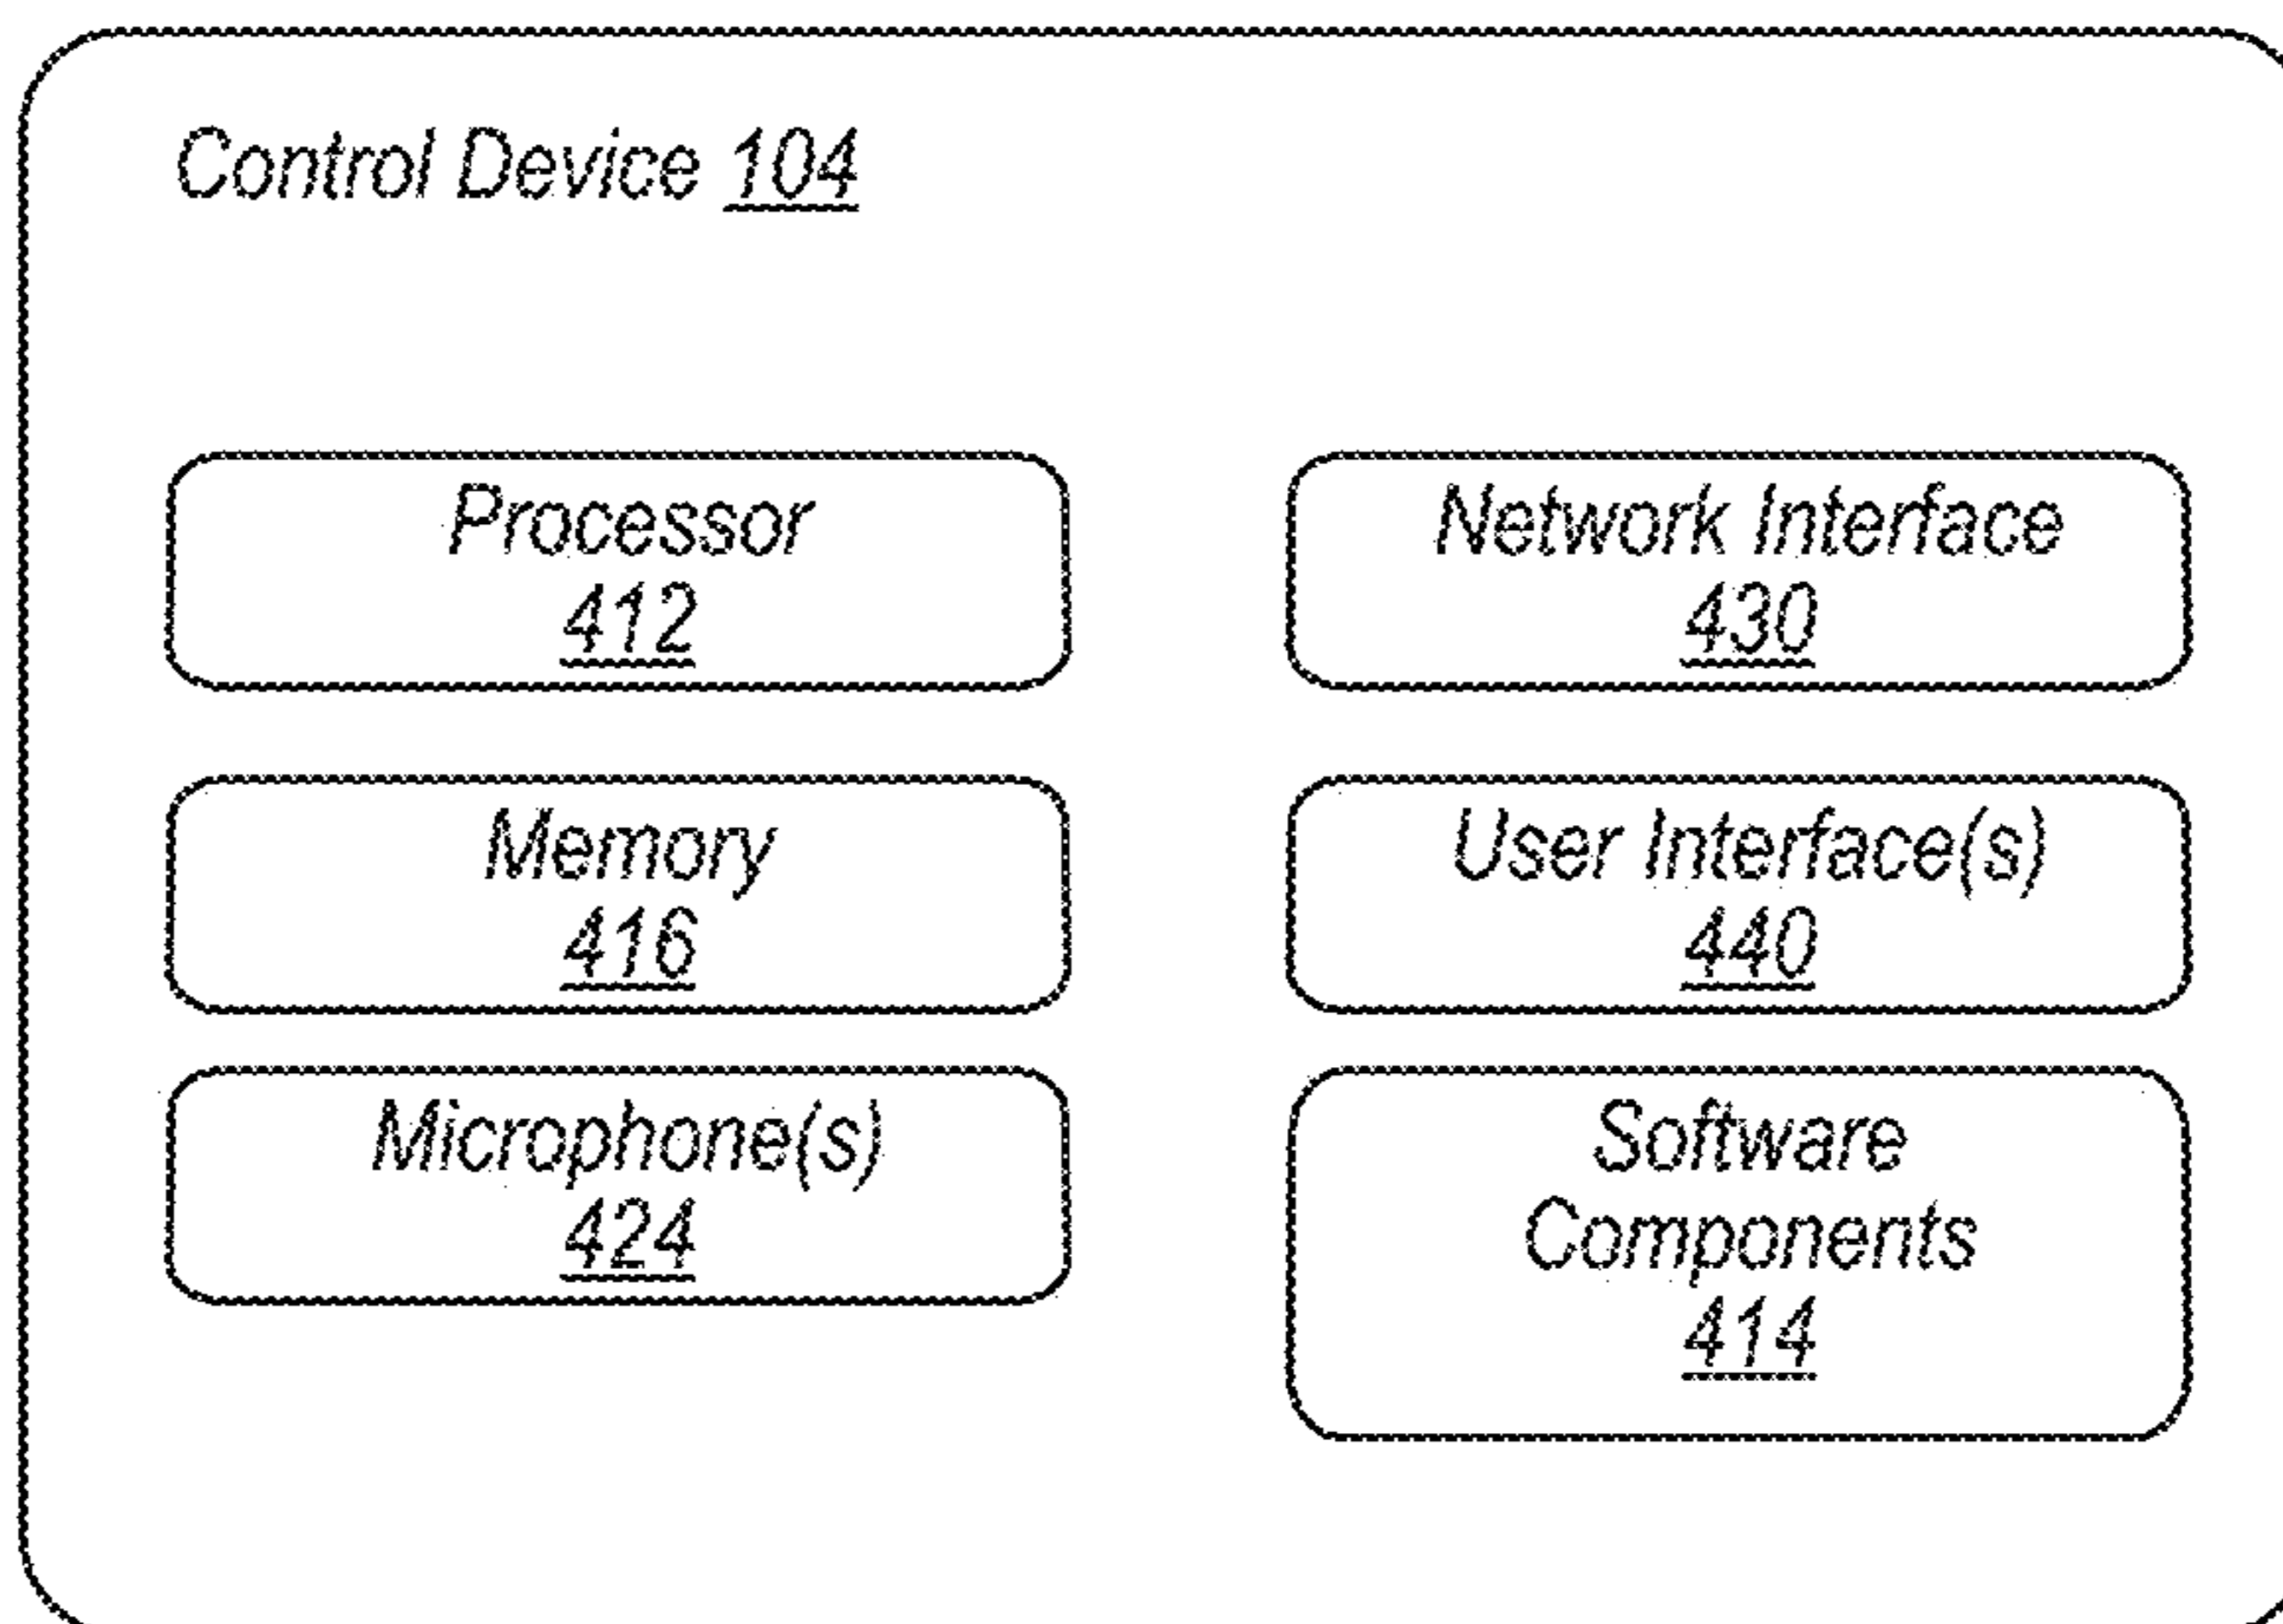 Control Device 104
Processor
412
Network Interface
430
Memory
416
User Interface(s)
440
Microphone(s)
424
Software
Components
414